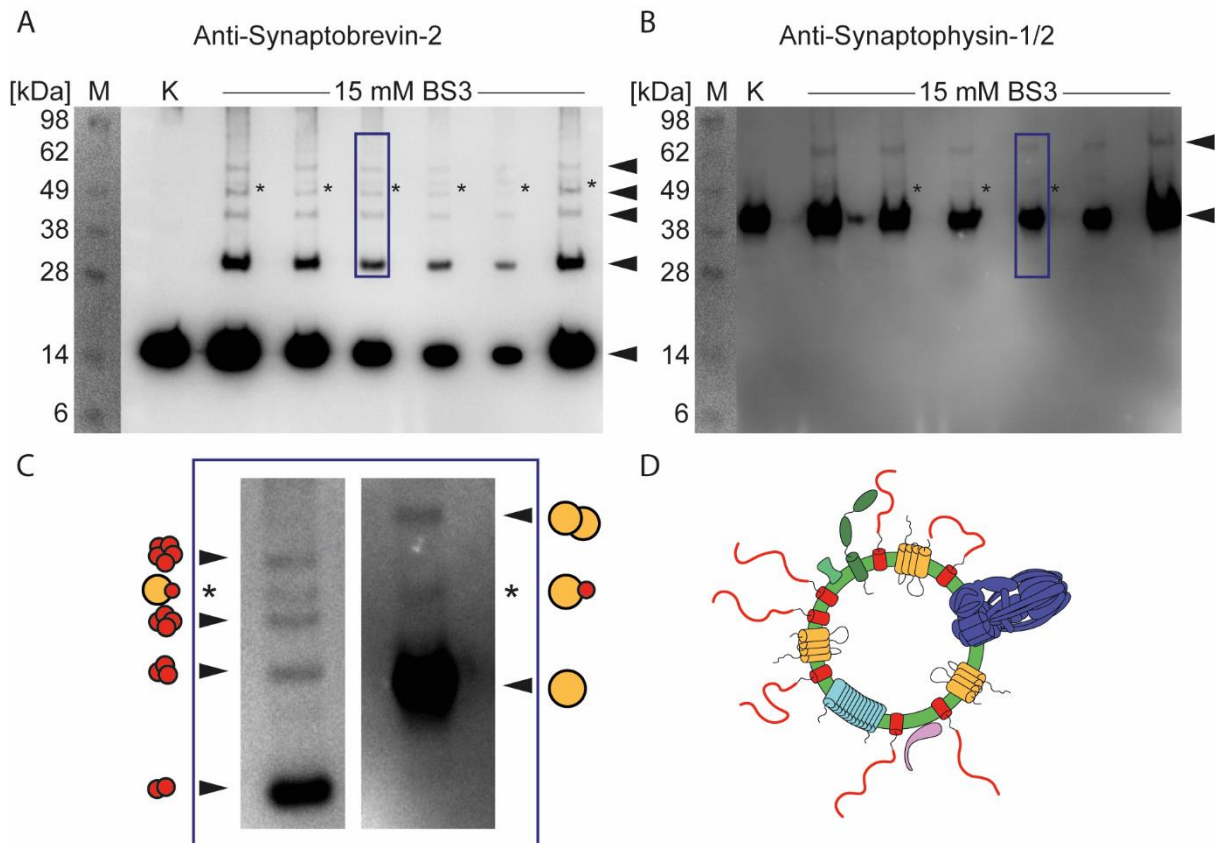 A
Anti-Synaptobrevin-2
[kDa] M K 15 mM BS3
98
62
49 * * * * * *
38
28
14
6
B
Anti-Synaptophysin-1/2
[kDa] M K 15 mM BS3
98
62
49 * * *
38
28
14
6
C
* *
D